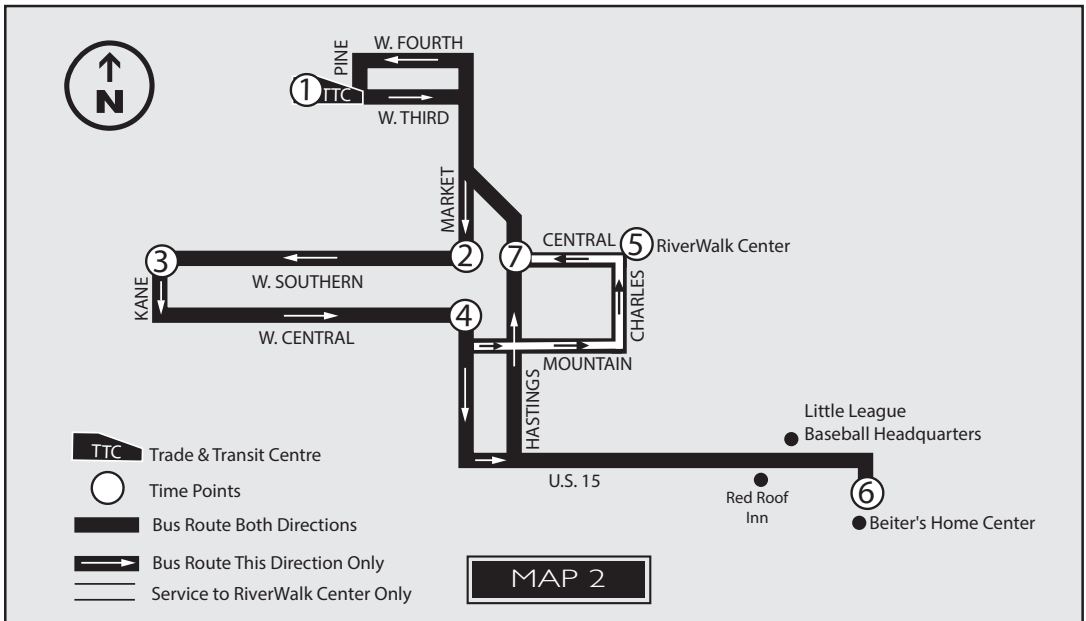 W. FOURTH
PINE
N
1
TTC
W. THIRD
MARKET
3
2
7
CENTRAL
5
RiverWalk Center
W. SOUTHERN
KANE
4
CHARLES
W. CENTRAL
MOUNTAIN
HASTINGS
Little League
Baseball Headquarters
TTC
Trade & Transit Centre
U.S. 15
Time Points
6
Red Roof
Inn
Beiter's Home Center
Bus Route Both Directions
Bus Route This Direction Only
Service to RiverWalk Center Only
MAP 2